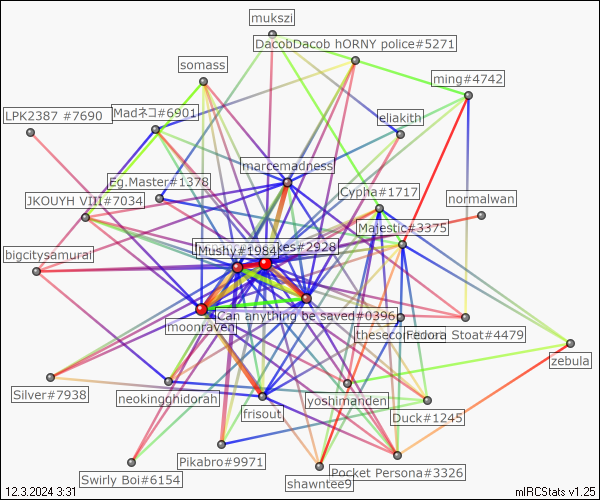 mukszi
DacobDacob hORNY police#5271
somass
ming#4742
LPK2387 #7690
Madネコ#6901
eliakith
marcemadness
Eg.Master#1378
Cypha#1717
normalwan
JKOUYH VIII#7034
Majestic#3375
bigcitysamurai
Mushy#1984
kes#2928
Can anything be saved#0396
moonraven
thesecon
Fedora Stoat#4479
zebula
Silver#7938
neokingghidorah
yoshimanden
frisout
Duck#1245
Pikabro#9971
Swirly Boi#6154
shawntee9
Pocket Persona#3326
12.3.2024 3:31
mIRCStats v1.25